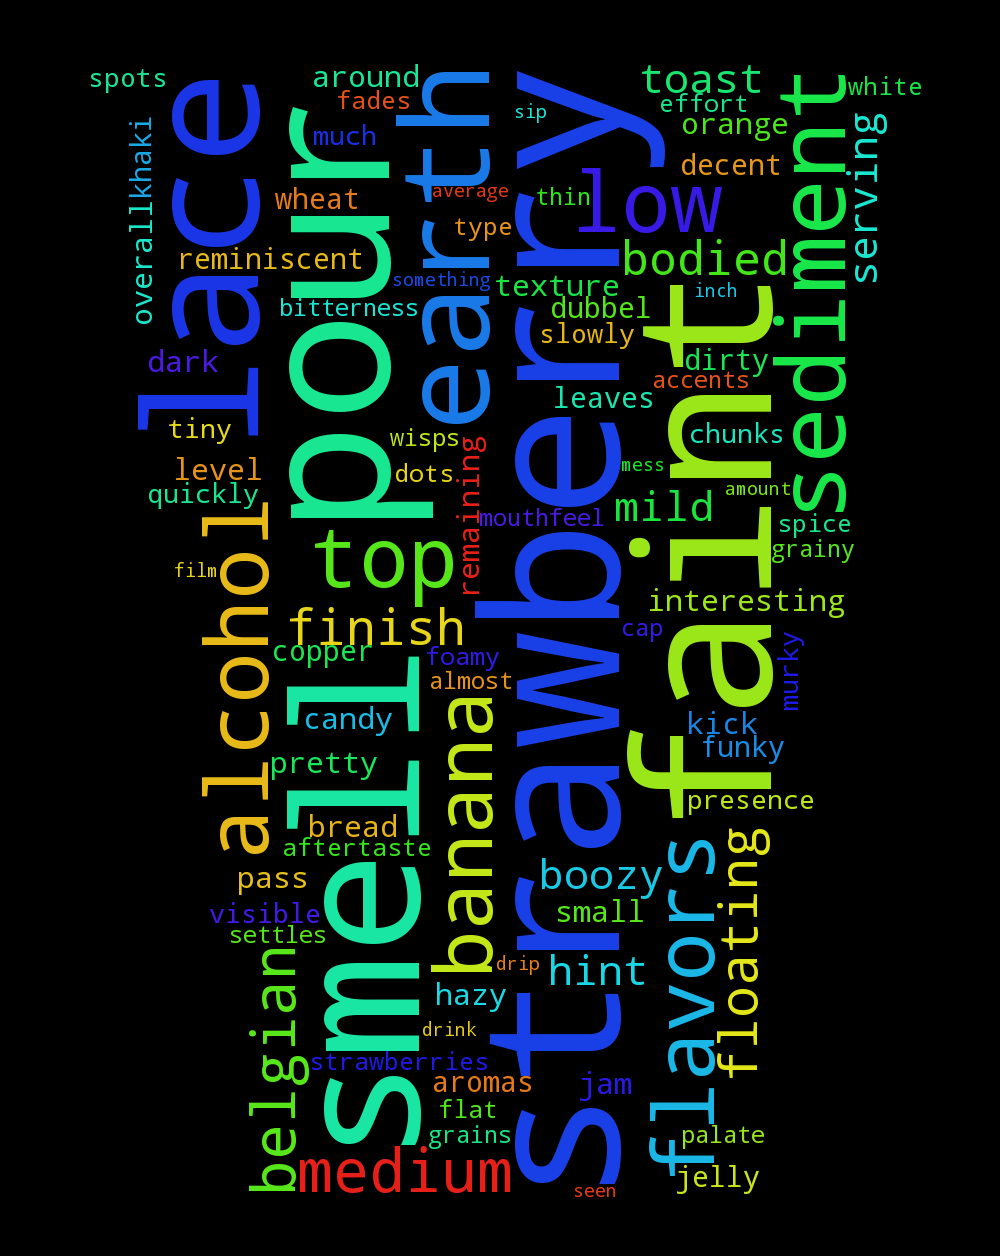 spots
around
toast
white
fades
effort
sip
orange
much
khaki
lace
pour
earth
strawberry
low
sediment
serving
decent
wheat
average
thin
type
overall
reminiscent
bodied
something
texture
inch
bitterness
dubbel
slowly
faint
dark
dirty
accents
leaves
tiny
wisps
chunks
level
dots
remaining
mess
quickly
amount
mild
mouthfeel
spice
alcohol
top
grainy
film
interesting
finish
cap
murky
copper
foamy
smell
almost
banana
candy
kick
funky
pretty
presence
bread
aftertaste
flavors
floating
pass
boozy
visible
small
settles
belgian
drip
hint
hazy
drink
strawberries
aromas
jam
flat
grains
palate
medium
jelly
seen